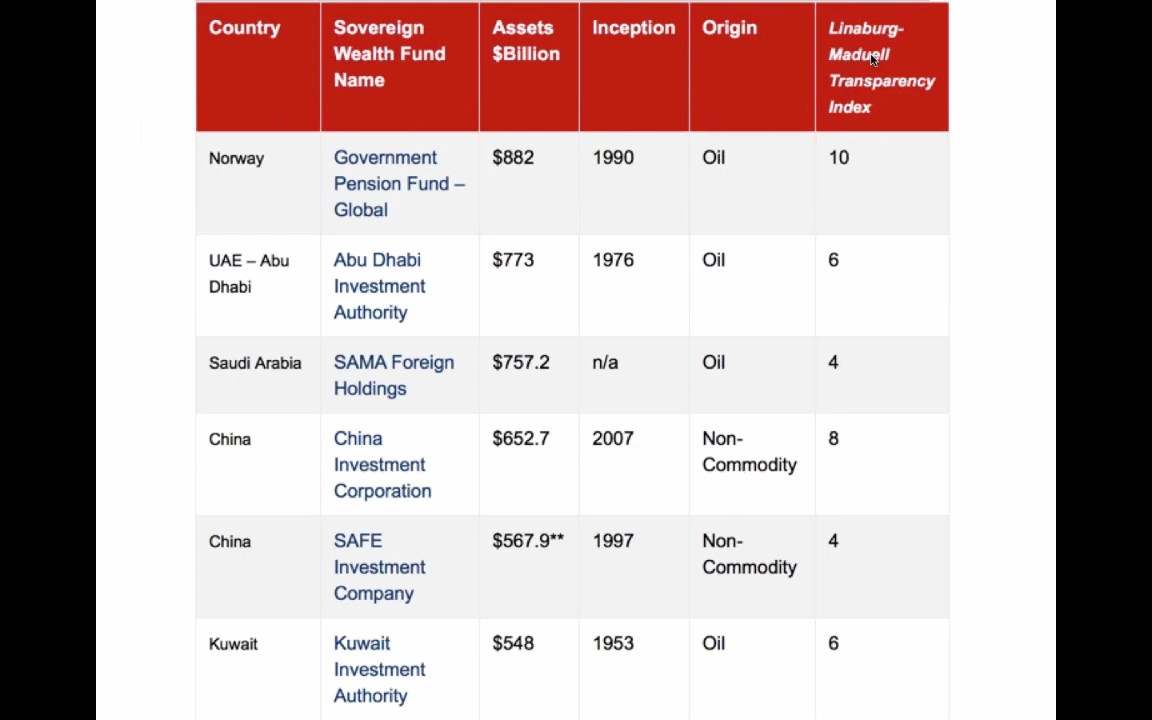 Country
Sovereign
Wealth Fund
Name
Assets
$Billion
Inception
Origin
Linaburg-
Maduell
Transparency
Index
Norway
Government
Pension Fund –
Global
$882
1990
Oil
10
UAE – Abu
Dhabi
Abu Dhabi
Investment
Authority
$773
1976
Oil
6
Saudi Arabia
SAMA Foreign
Holdings
$757.2
n/a
Oil
4
China
China
Investment
Corporation
$652.7
2007
Non-
Commodity
8
China
SAFE
Investment
Company
$567.9**
1997
Non-
Commodity
4
Kuwait
Kuwait
Investment
Authority
$548
1953
Oil
6